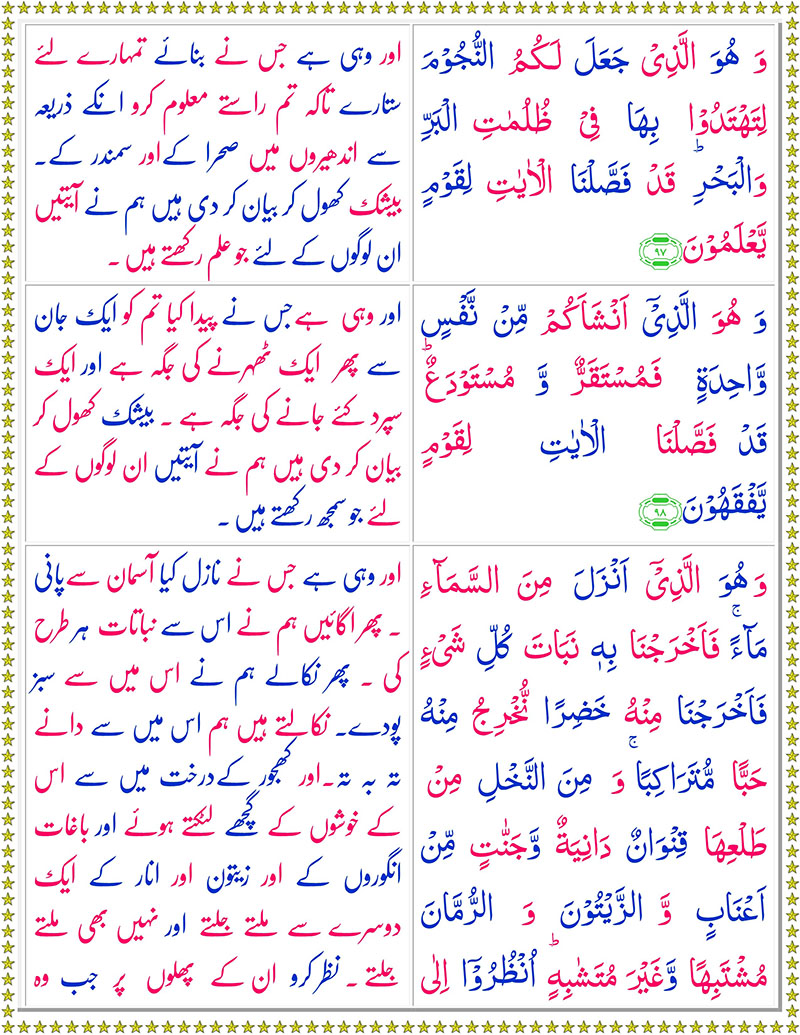 وَ هُوَ الَّذِیْ جَعَلَ لَكُمُ النُّجُوْمَ
لِتَهْتَدُوْا بِهَا فِیْ ظُلُمٰتِ الْبَرِّ
وَالْبَحْرِ ؕ قَدْ فَصَّلْنَا الْاٰیٰتِ لِقَوْمٍ
یَّعْلَمُوْنَ ۹۷
اور وہی ہے جس نے بنائے تمہارے لئے
ستارے تاکہ تم راستے معلوم کرو انکے ذریعہ
سے اندھیروں میں صحرا کے اور سمندر کے۔
بیشک کھول کر بیان کر دی ہیں ہم نے آیتیں
ان لوگوں کے لئے جو علم رکھتے ہیں ۔
وَ هُوَ الَّذِیْۤ اَنْشَاَكُمْ مِّنْ نَّفْسٍ
وَّاحِدَةٍ فَمُسْتَقَرٌّ وَّ مُسْتَوْدَعٌ ؕ
قَدْ فَصَّلْنَا الْاٰیٰتِ لِقَوْمٍ
یَّفْقَهُوْنَ ۹۸
اور وہی ہے جس نے پیدا کیا تم کو ایک جان
سے پھر ایک ٹھہرنے کی جگہ ہے اور ایک
سپرد کئے جانے کی جگہ ہے ۔ بیشک کھول کر
بیان کر دی ہیں ہم نے آیتیں ان لوگوں کے
لئے جو سمجھ رکھتے ہیں ۔
وَ هُوَ الَّذِیْۤ اَنْزَلَ مِنَ السَّمَآءِ
مَآءً ۚ فَاَخْرَجْنَا بِهٖ نَبَاتَ كُلِّ شَیْءٍ
فَاَخْرَجْنَا مِنْهُ خَضِرًا نُّخْرِجُ مِنْهُ
حَبًّا مُّتَرَاكِبًا ۚ وَ مِنَ النَّخْلِ مِنْ
طَلْعِهَا قِنْوَانٌ دَانِیَةٌ وَّجَنّٰتٍ مِّنْ
اَعْنَابٍ وَّ الزَّیْتُوْنَ وَ الرُّمَّانَ
مُشْتَبِهًا وَّغَیْرَ مُتَشَابِهٍ ؕ اُنْظُرُوْۤا اِلٰی
اور وہی ہے جس نے نازل کیا آسمان سے پانی
۔ پھر اگائیں ہم نے اس سے نباتات ہر طرح
کی ۔ پھر نکالے ہم نے اس میں سے سبز
پودے۔ نکالتے ہیں ہم اس میں سے دانے
تہ بہ تہ۔اور کھجور کے درخت میں سے اس
کے خوشوں کے گچھے لٹکتے ہوئے اور باغات
انگوروں کے اور زیتون اور انار کے ایک
دوسرے سے ملتے جلتے اور نہیں بھی ملتے
جلتے ۔ نظر کرو ان کے پھلوں پر جب وہ